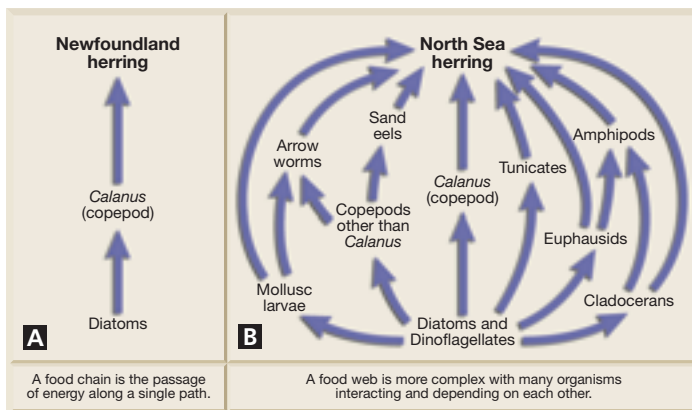 Newfoundland
herring
Calanus
(copepod)
Diatoms
A
A food chain is the passage
of energy along a single path.
North Sea
herring
Sand
eels
Arrow
worms
Amphipods
Tunicates
Calanus
(copepod)
Copepods
other than
Calanus
Euphausids
Mollusc
larvae
Cladocerans
Diatoms and
Dinoflagellates
B
A food web is more complex with many organisms
interacting and depending on each other.